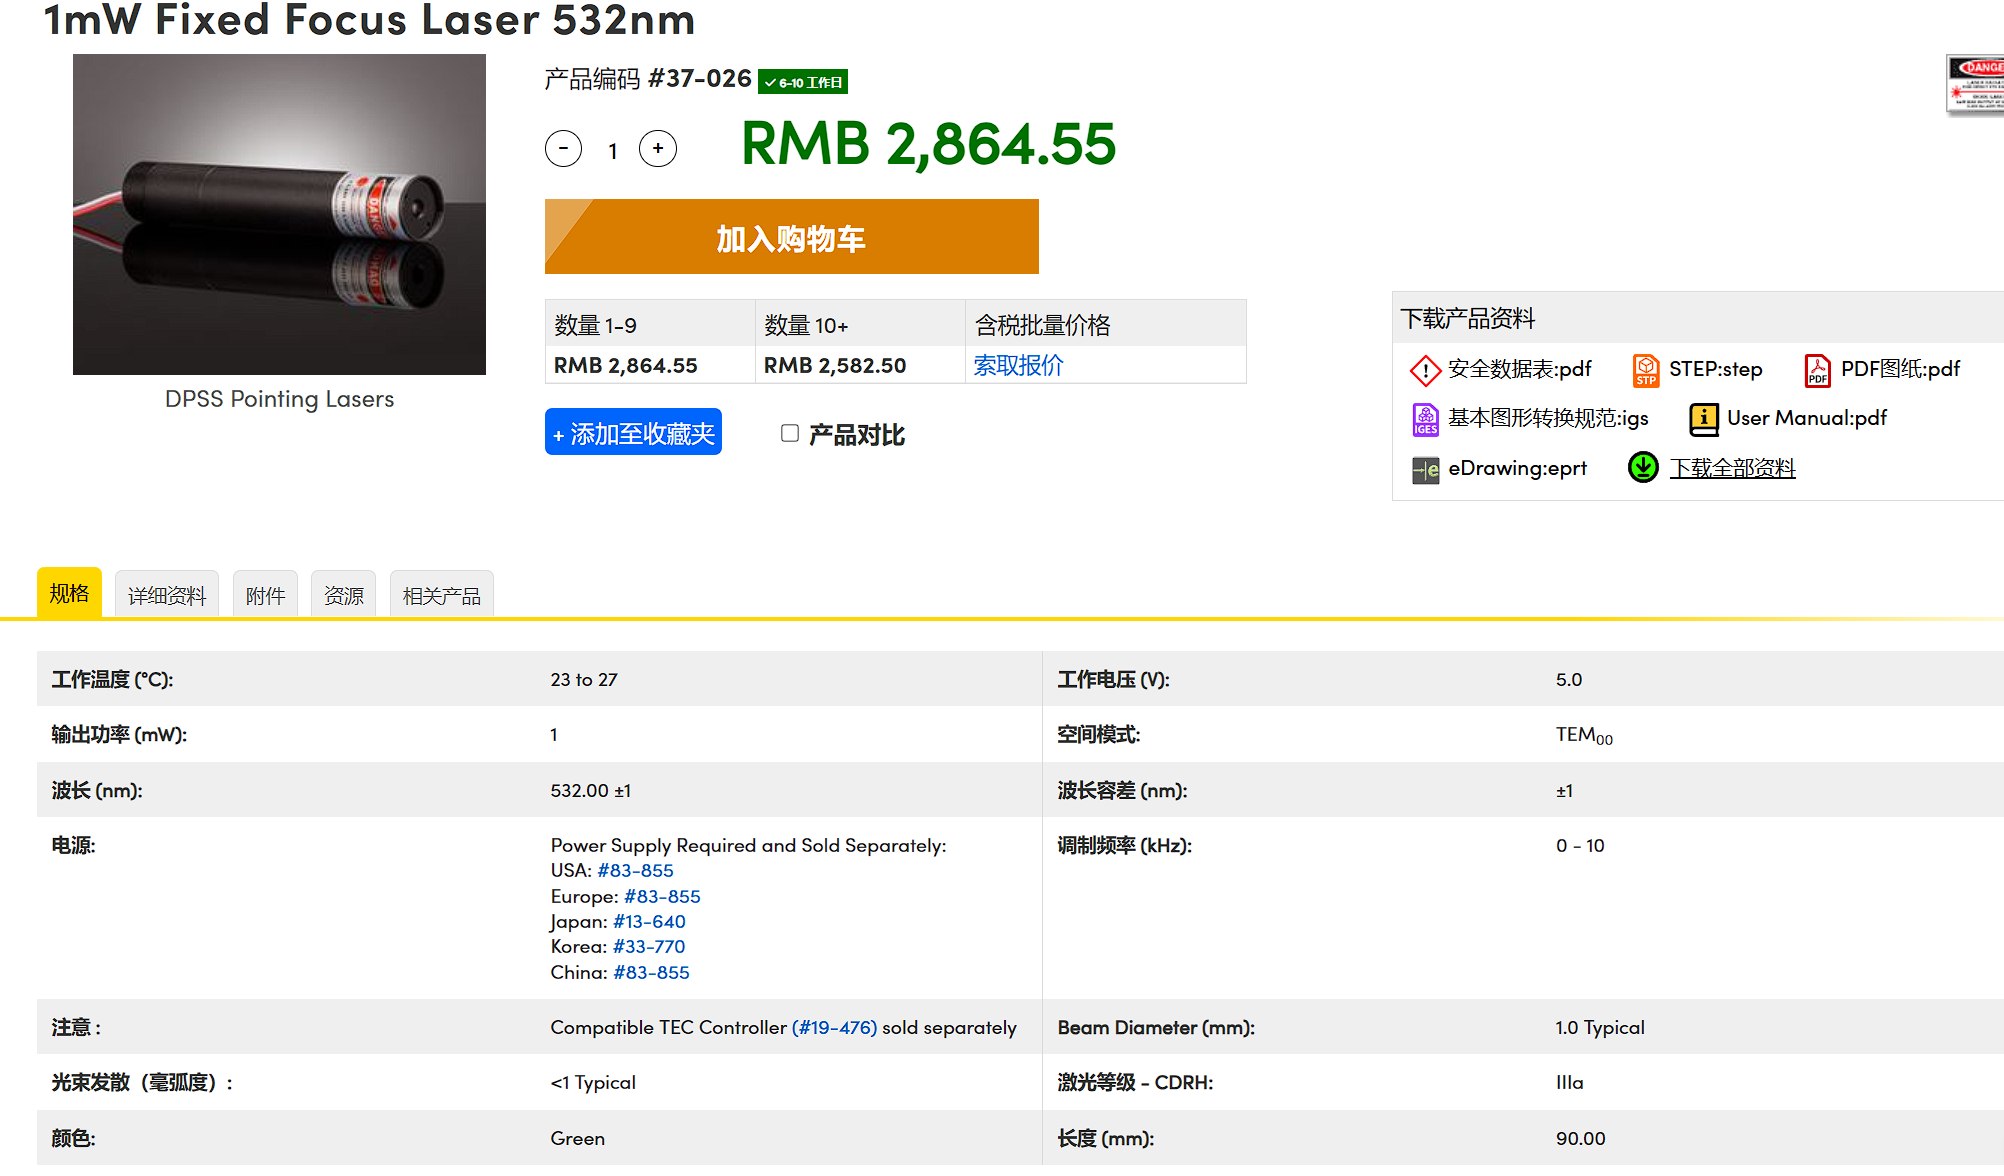 1mW Fixed Focus Laser 532nm
DPSS Pointing Lasers
产品编码 #37-026 6-10 工作日
- 1 + RMB 2,864.55
加入购物车
数量 1-9 数量 10+ 含税批量价格
RMB 2,864.55 RMB 2,582.50 索取报价
+ 添加至收藏夹 产品对比
下载产品资料
安全数据表:pdf STP STEP:step PDF PDF图纸:pdf
IGES 基本图形转换规范:igs User Manual:pdf
eDrawing:eprt 下载全部资料
规格 详细资料 附件 资源 相关产品
工作温度 (°C): 23 to 27 工作电压 (V): 5.0
输出功率 (mW): 1 空间模式: TEM00
波长 (nm): 532.00 ±1 波长容差 (nm): ±1
电源: Power Supply Required and Sold Separately: 调制频率 (kHz): 0 - 10
USA: #83-855
Europe: #83-855
Japan: #13-640
Korea: #33-770
China: #83-855
注意 : Compatible TEC Controller (#19-476) sold separately Beam Diameter (mm): 1.0 Typical
光束发散（毫弧度）: <1 Typical 激光等级 - CDRH: IIIa
颜色: Green 长度 (mm): 90.00